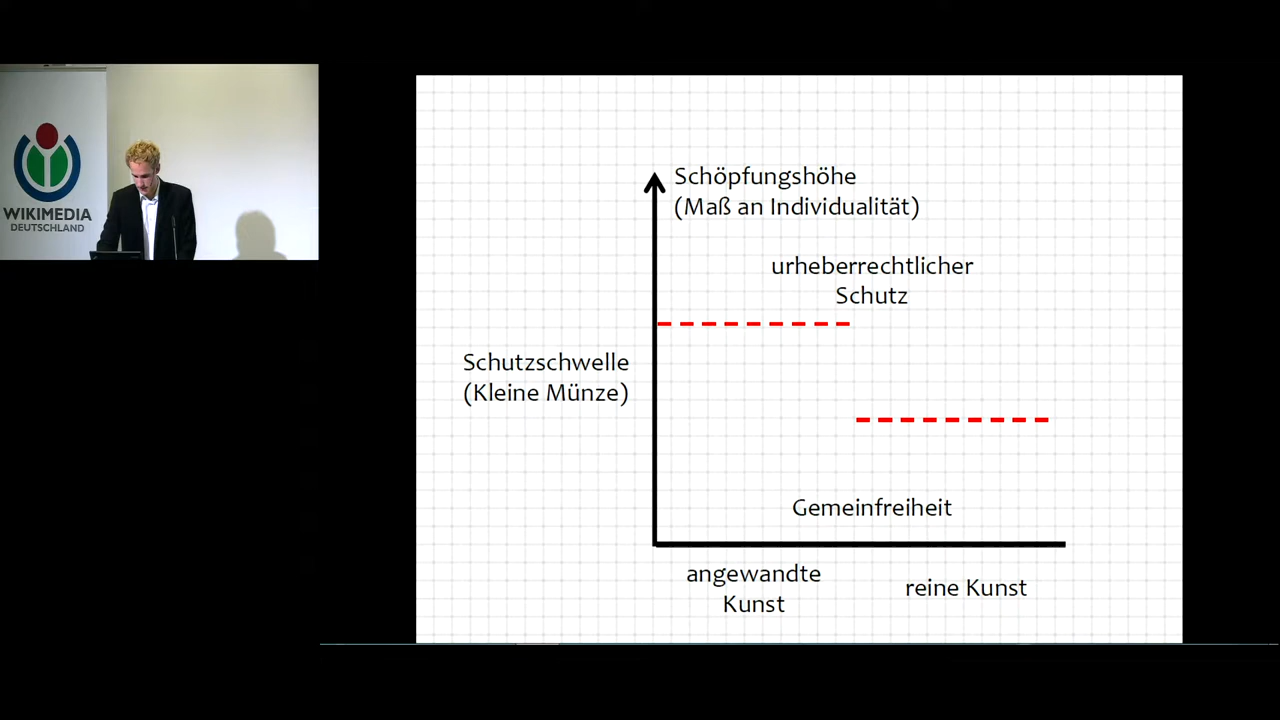 WIKIMEDIA
DEUTSCHLAND
Schöpfungshöhe
(Maß an Individualität)
urheberrechtlicher
Schutz
Schutzschwelle
(Kleine Münze)
Gemeinfreiheit
angewandte
Kunst
reine Kunst